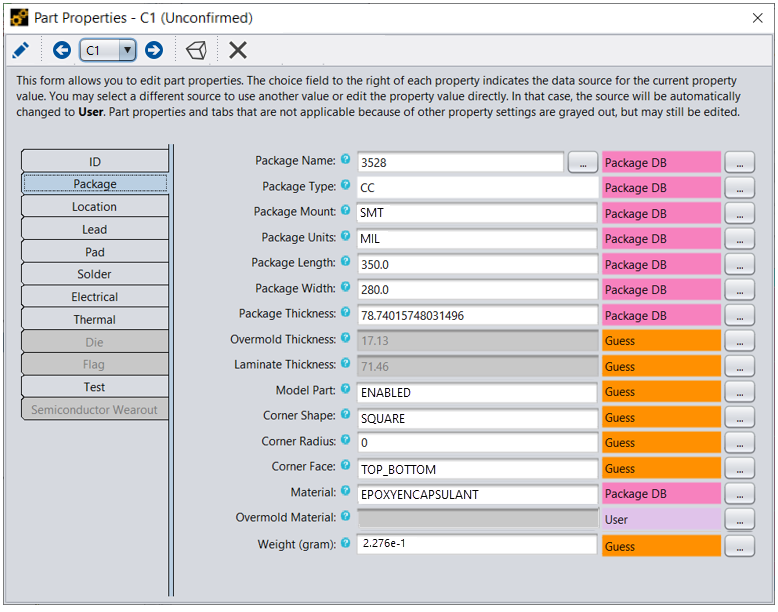 Part Properties - C1 (Unconfirmed)
C1
This form allows you to edit part properties. The choice field to the right of each property indicates the data source for the current property
value. You may select a different source to use another value or edit the property value directly. In that case, the source will be automatically
changed to User. Part properties and tabs that are not applicable because of other property settings are grayed out, but may still be edited.
ID
Package
Location
Lead
Pad
Solder
Electrical
Thermal
Die
Flag
Test
Semiconductor Wearout
Package Name: ? 3528 ... Package DB ...
Package Type: ? CC Package DB ...
Package Mount: ? SMT Package DB ...
Package Units: ? MIL Package DB ...
Package Length: ? 350.0 Package DB ...
Package Width: ? 280.0 Package DB ...
Package Thickness: ? 78.74015748031496 Package DB ...
Overmold Thickness: ? 17.13 Guess ...
Laminate Thickness: ? 71.46 Guess ...
Model Part: ? ENABLED Guess ...
Corner Shape: ? SQUARE Guess ...
Corner Radius: ? 0 Guess ...
Corner Face: ? TOP_BOTTOM Guess ...
Material: ? EPOXYENCAPSULANT Package DB ...
Overmold Material: ? User ...
Weight (gram): ? 2.276e-1 Guess ...